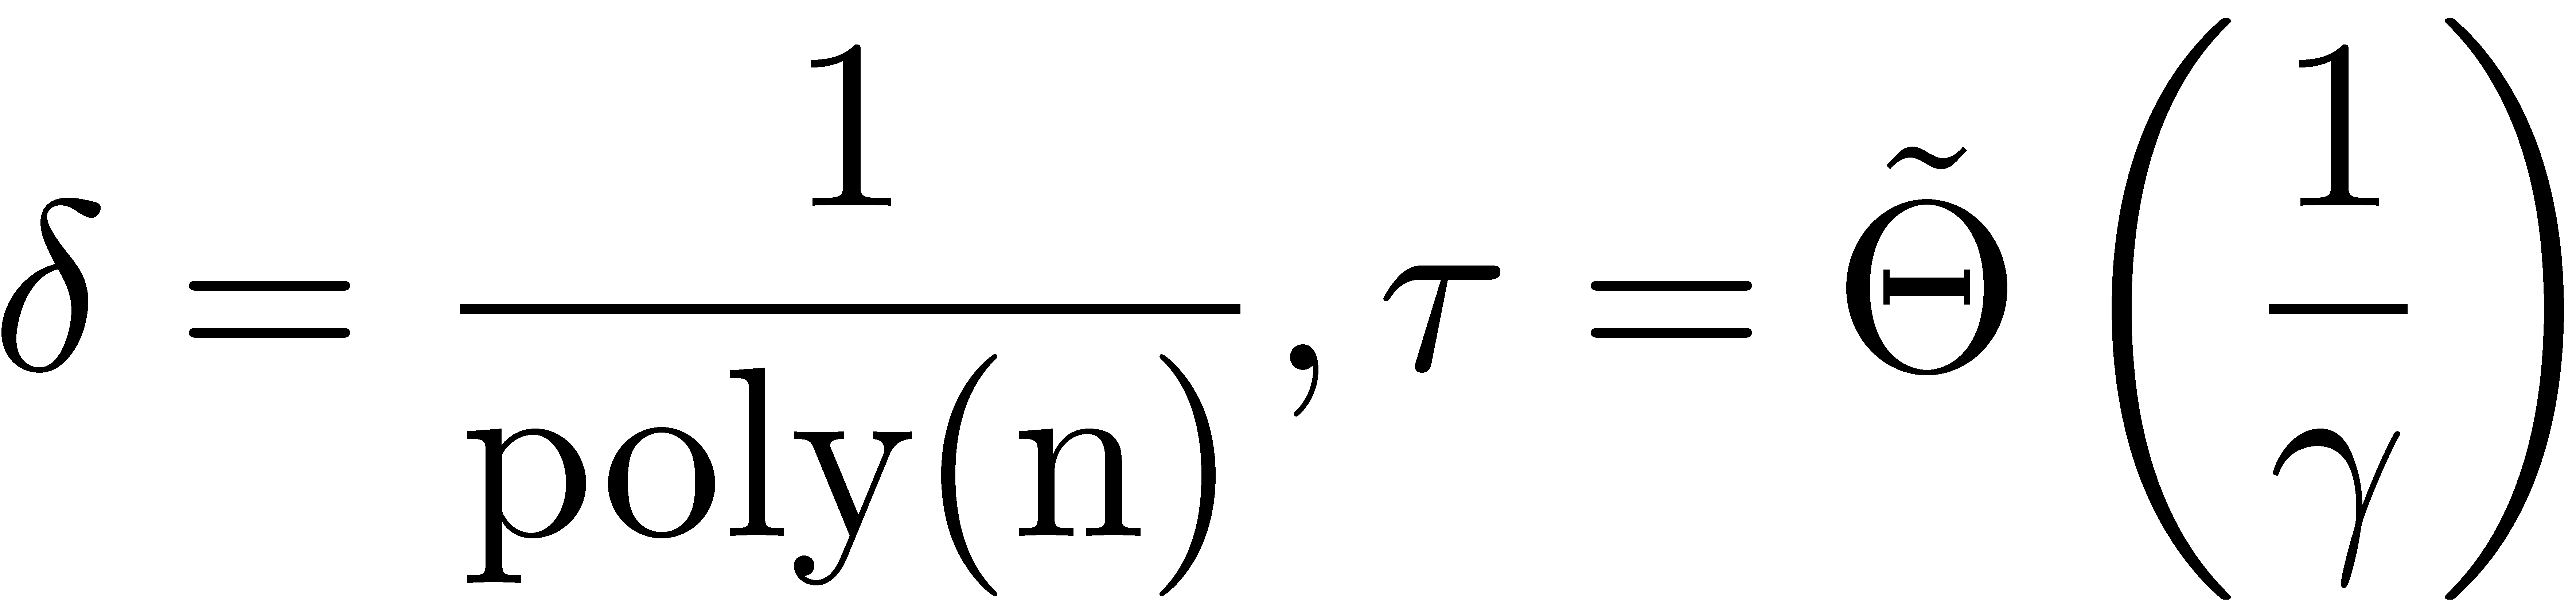 δ = 1/poly(n), τ = Θ̃(1/γ)